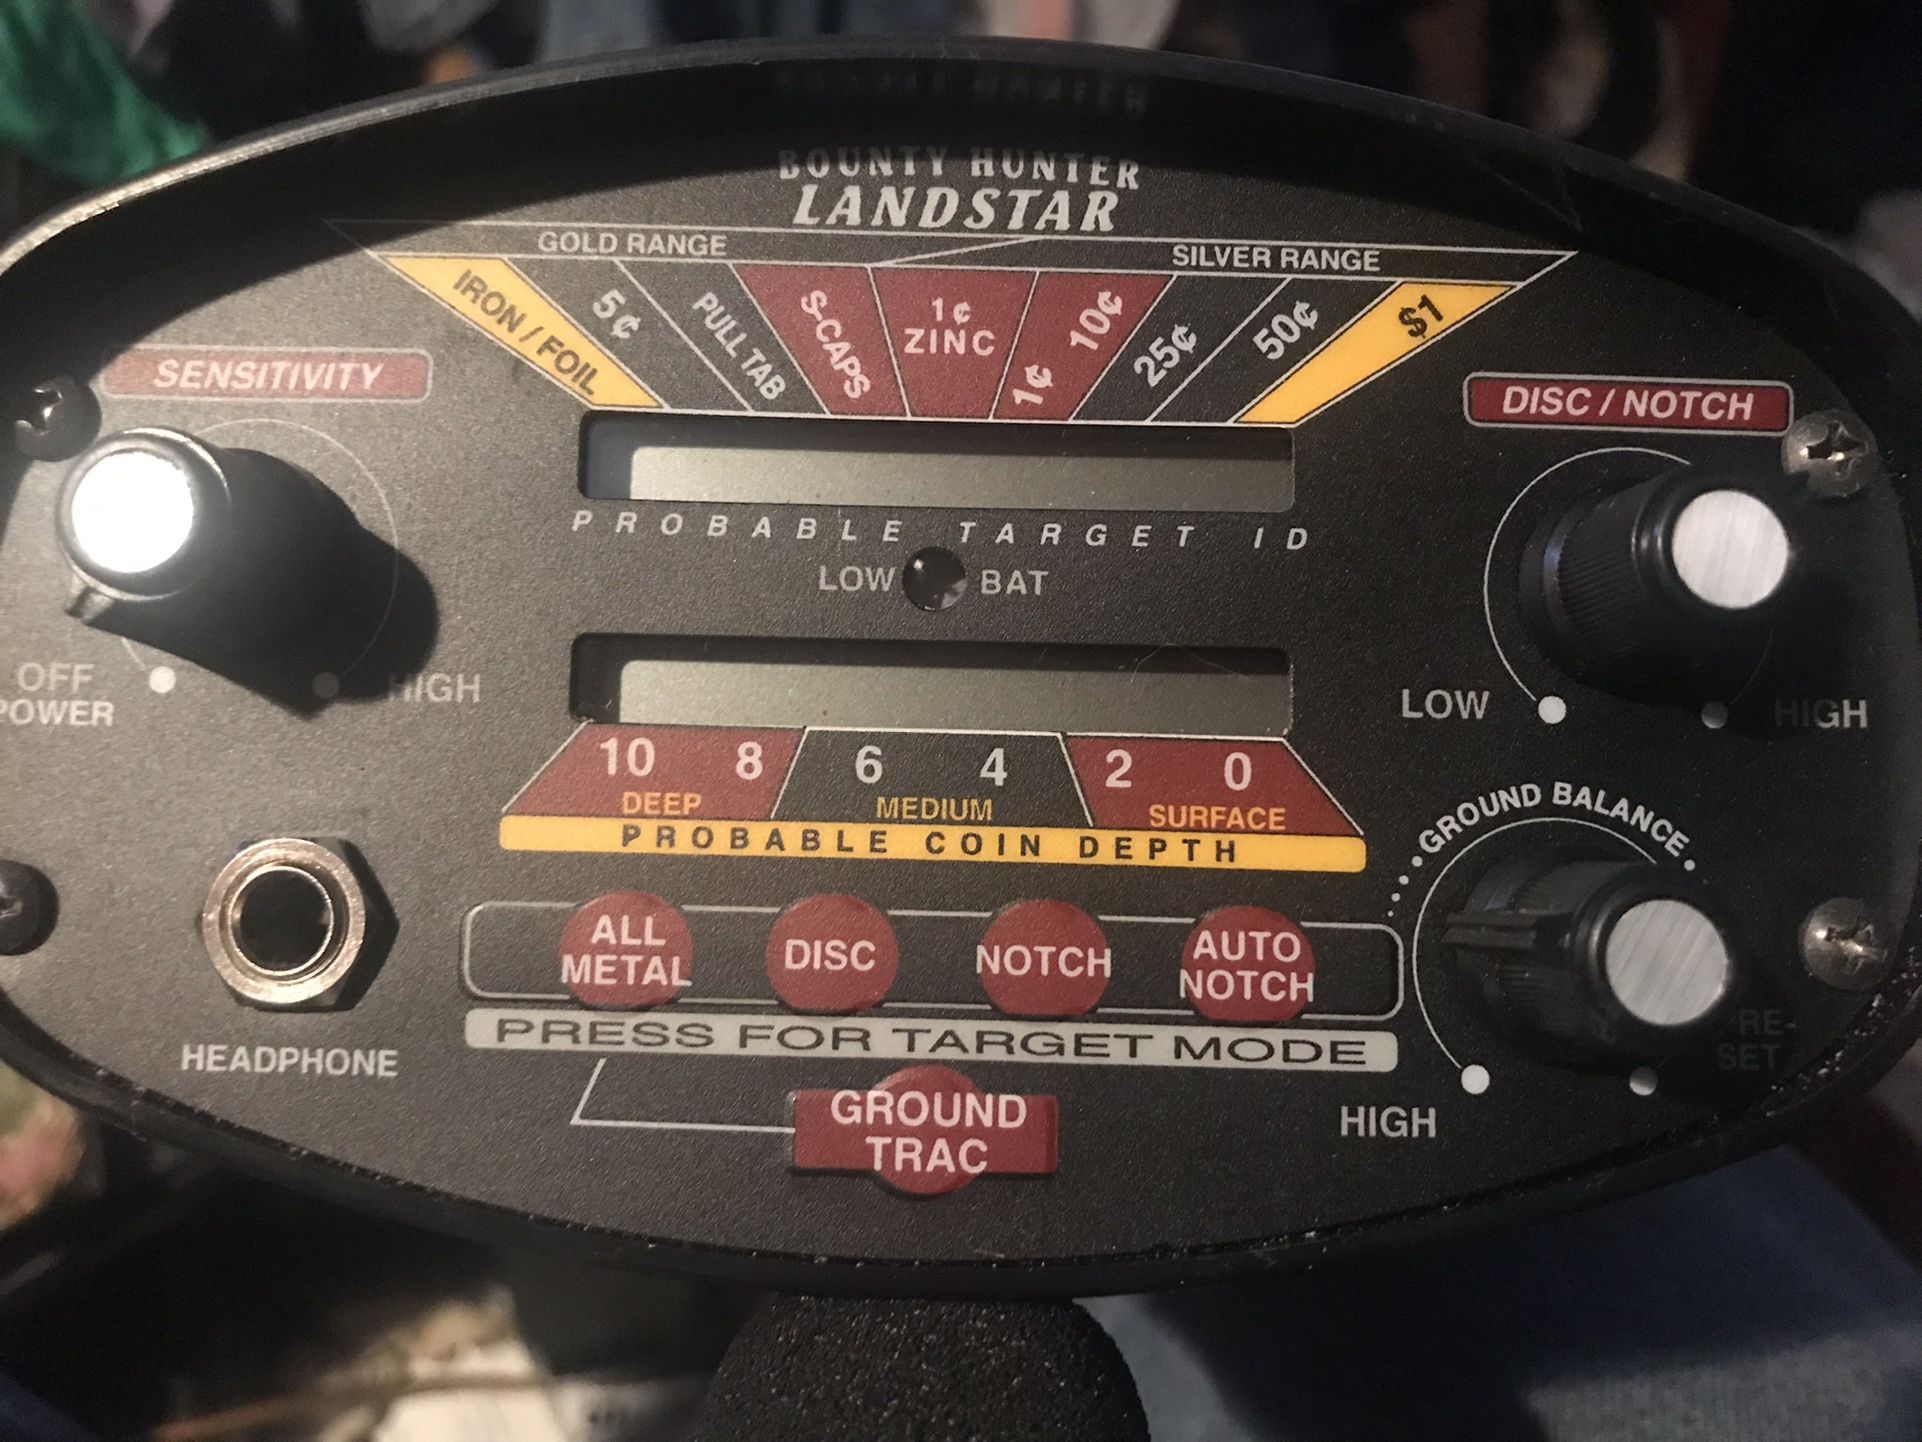 BOUNTY HUNTER
LANDSTAR
GOLD RANGE
SILVER RANGE
IRON / FOIL
5¢
PULL TAB
S-CAPS
1¢
ZINC
1¢ 10¢
25¢
50¢
$1
SENSITIVITY
DISC / NOTCH
PROBABLE TARGET ID
LOW BAT
OFF
POWER
HIGH
LOW
HIGH
10 8 6 4 2 0
DEEP MEDIUM SURFACE
PROBABLE COIN DEPTH
GROUND BALANCE
ALL
METAL
DISC
NOTCH
AUTO
NOTCH
PRESS FOR TARGET MODE
HEADPHONE
GROUND
TRAC
HIGH
RE-
SET